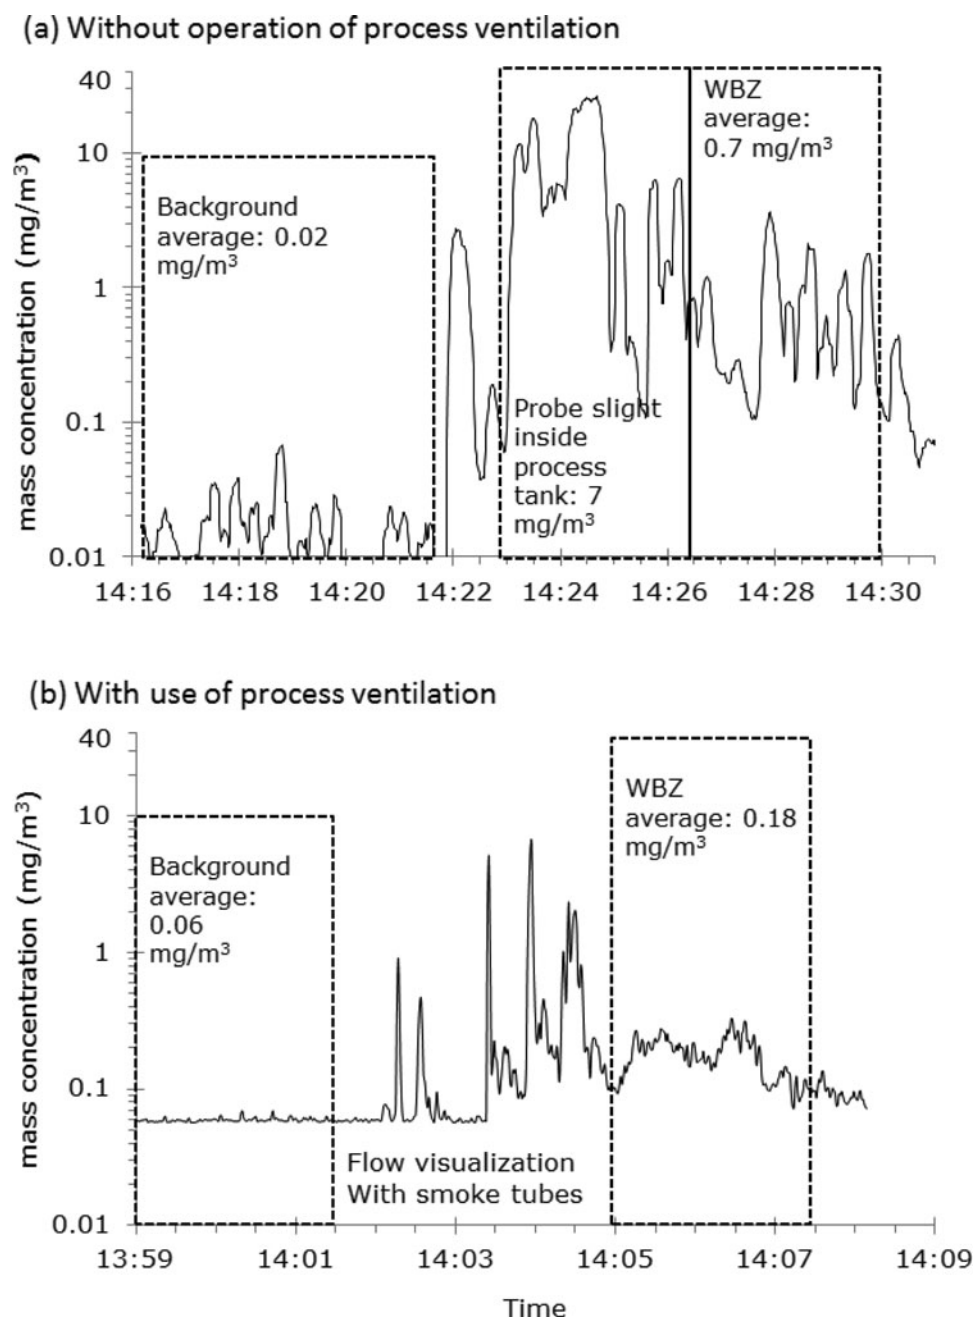 (a) Without operation of process ventilation
mass concentration (mg/m³)
40
10
1
0.1
0.01
Background
average: 0.02
mg/m³
WBZ
average:
0.7 mg/m³
Probe slight
inside
process
tank: 7
mg/m³
14:16 14:18 14:20 14:22 14:24 14:26 14:28 14:30
(b) With use of process ventilation
mass concentration (mg/m³)
40
10
1
0.1
0.01
Background
average:
0.06
mg/m³
WBZ
average: 0.18
mg/m³
Flow visualization
With smoke tubes
13:59 14:01 14:03 14:05 14:07 14:09
Time